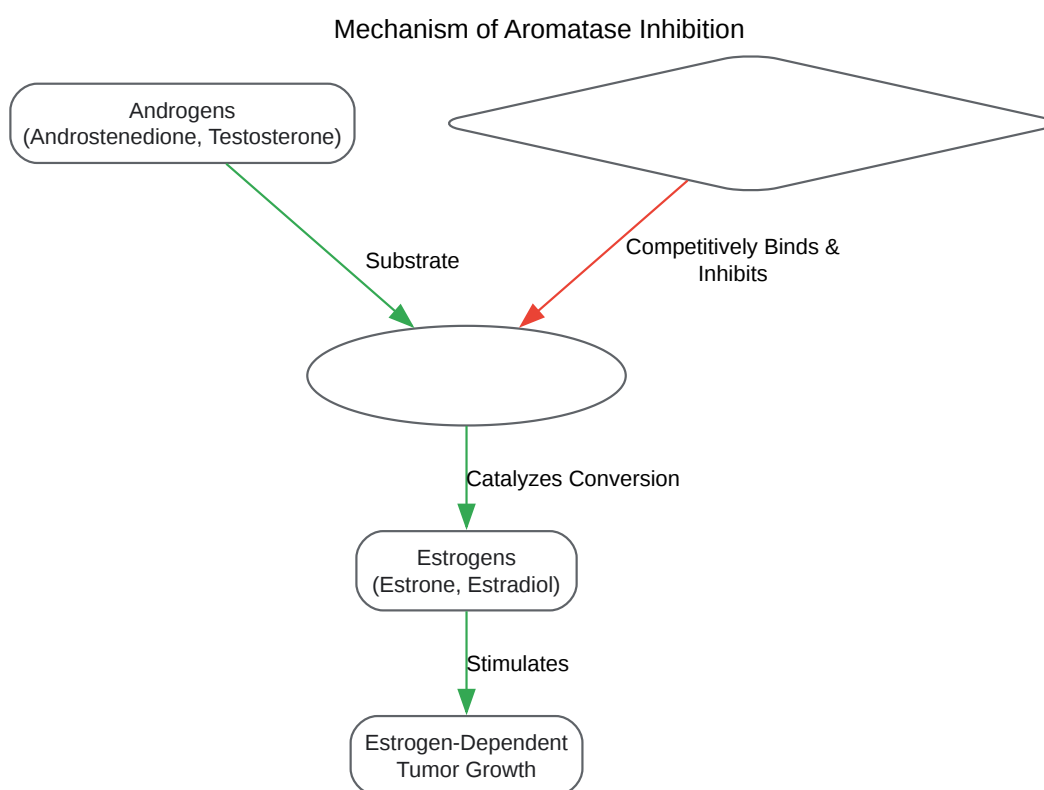 Mechanism of Aromatase Inhibition
Androgens
(Androstenedione, Testosterone)
Substrate
Competitively Binds &
Inhibits
Catalyzes Conversion
Estrogens
(Estrone, Estradiol)
Stimulates
Estrogen-Dependent
Tumor Growth